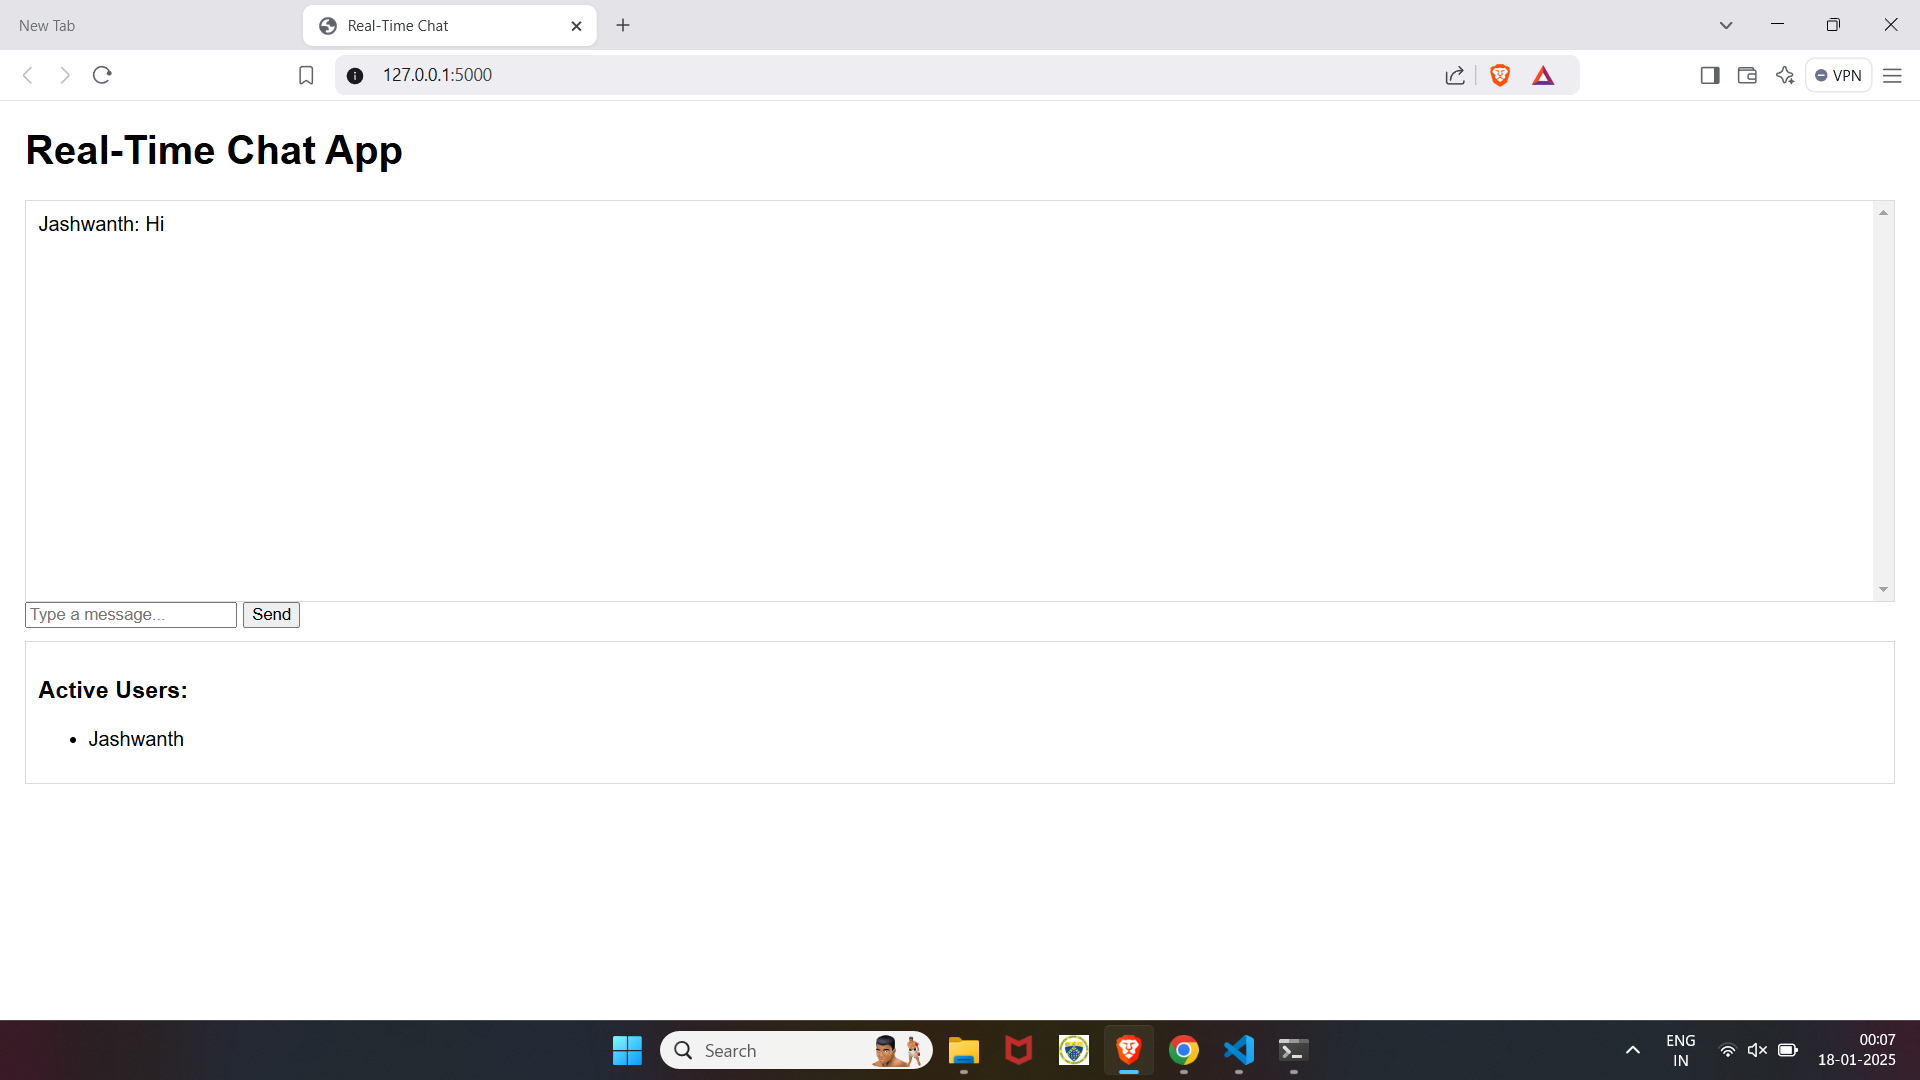 New Tab
Real-Time Chat
127.0.0.1:5000
VPN
Real-Time Chat App
Jashwanth: Hi
Type a message...
Send
Active Users:
• Jashwanth
Search
ENG
IN
00:07
18-01-2025